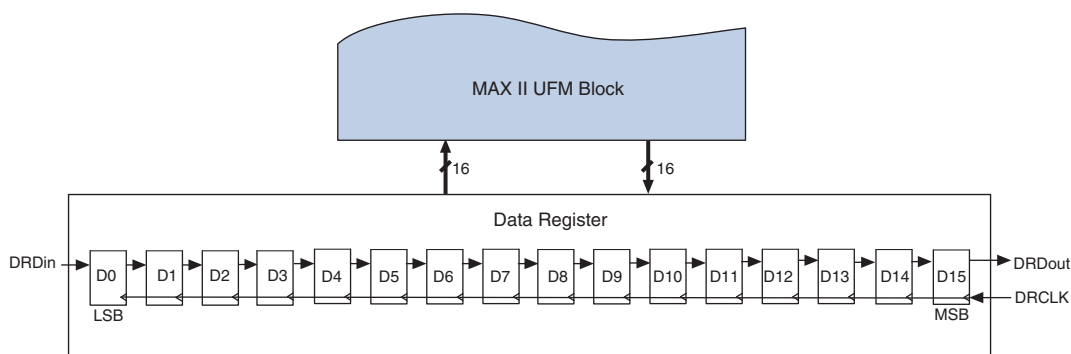 MAX II UFM Block
16 16
Data Register
DRDin D0 D1 D2 D3 D4 D5 D6 D7 D8 D9 D10 D11 D12 D13 D14 D15 DRDout
DRCLK
LSB MSB